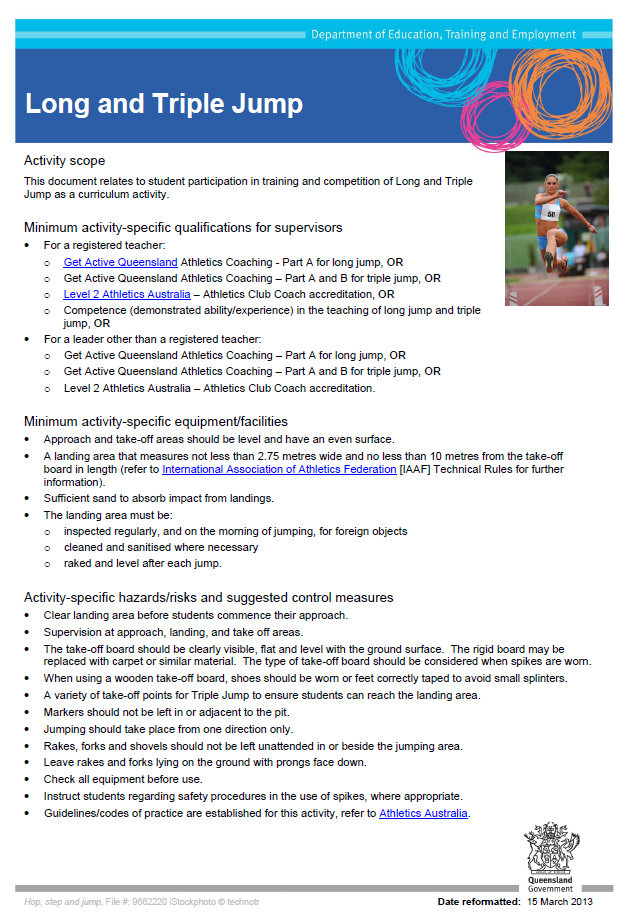 Department of Education, Training and Employment
Long and Triple Jump
Activity scope
This document relates to student participation in training and competition of Long and Triple
Jump as a curriculum activity.
50
Minimum activity-specific qualifications for supervisors
• For a registered teacher:
o Get Active Queensland Athletics Coaching - Part A for long jump, OR
o Get Active Queensland Athletics Coaching – Part A and B for triple jump, OR
o Level 2 Athletics Australia – Athletics Club Coach accreditation, OR
o Competence (demonstrated ability/experience) in the teaching of long jump and triple
jump, OR
• For a leader other than a registered teacher:
o Get Active Queensland Athletics Coaching – Part A for long jump, OR
o Get Active Queensland Athletics Coaching – Part A and B for triple jump, OR
o Level 2 Athletics Australia – Athletics Club Coach accreditation.
Minimum activity-specific equipment/facilities
• Approach and take-off areas should be level and have an even surface.
• A landing area that measures not less than 2.75 metres wide and no less than 10 metres from the take-off
board in length (refer to International Association of Athletics Federation [IAAF] Technical Rules for further
information).
• Sufficient sand to absorb impact from landings.
• The landing area must be:
o inspected regularly, and on the morning of jumping, for foreign objects
o cleaned and sanitised where necessary
o raked and level after each jump.
Activity-specific hazards/risks and suggested control measures
• Clear landing area before students commence their approach.
• Supervision at approach, landing, and take off areas.
• The take-off board should be clearly visible, flat and level with the ground surface. The rigid board may be
replaced with carpet or similar material. The type of take-off board should be considered when spikes are worn.
• When using a wooden take-off board, shoes should be worn or feet correctly taped to avoid small splinters.
• A variety of take-off points for Triple Jump to ensure students can reach the landing area.
• Markers should not be left in or adjacent to the pit.
• Jumping should take place from one direction only.
• Rakes, forks and shovels should not be left unattended in or beside the jumping area.
• Leave rakes and forks lying on the ground with prongs face down.
• Check all equipment before use.
• Instruct students regarding safety procedures in the use of spikes, where appropriate.
• Guidelines/codes of practice are established for this activity, refer to Athletics Australia.
Queensland
Government
Hop, step and jump, File #: 9662220 iStockphoto © technotr
Date reformatted: 15 March 2013